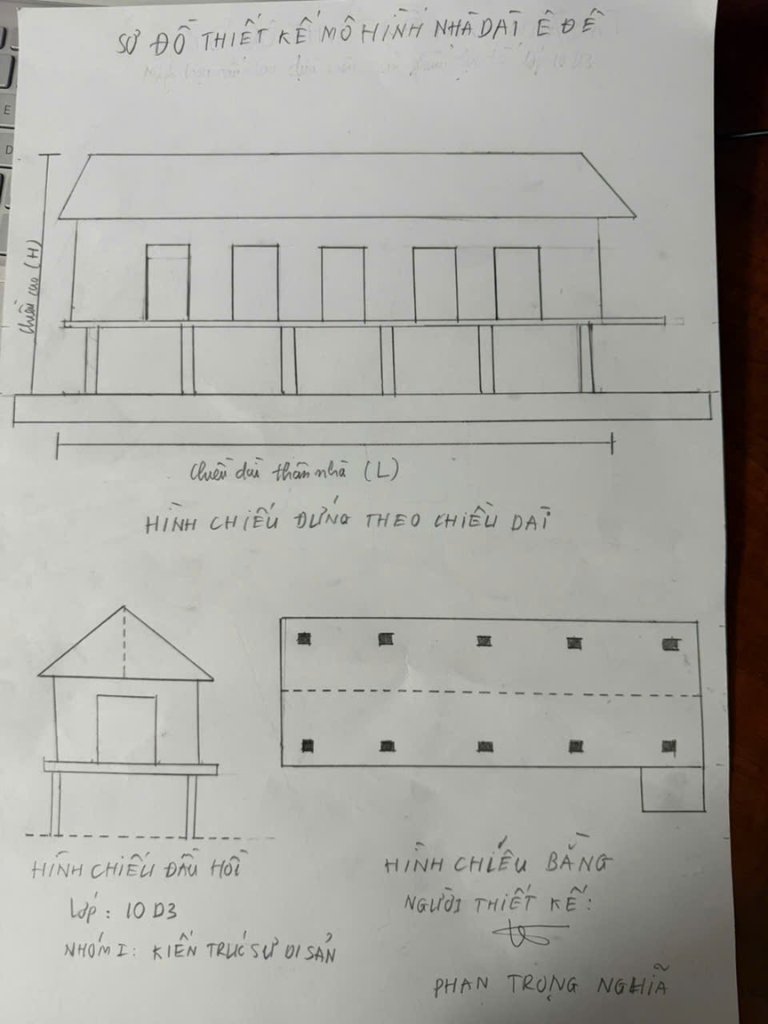 SƠ ĐỒ THIẾT KẾ MÔ HÌNH NHÀ DÀI Ê ĐÊ
Chiều cao (H)
Chiều dài thân nhà (L)
HÌNH CHIẾU ĐỨNG THEO CHIỀU DÀI
HÌNH CHIẾU ĐẦU HỒI
HÌNH CHIẾU BẰNG
Lớp : 10 D3
NGƯỜI THIẾT KẾ :
NHÓM I : KIẾN TRÚC SƯ DI SẢN
PHAN TRỌNG NGHĨA